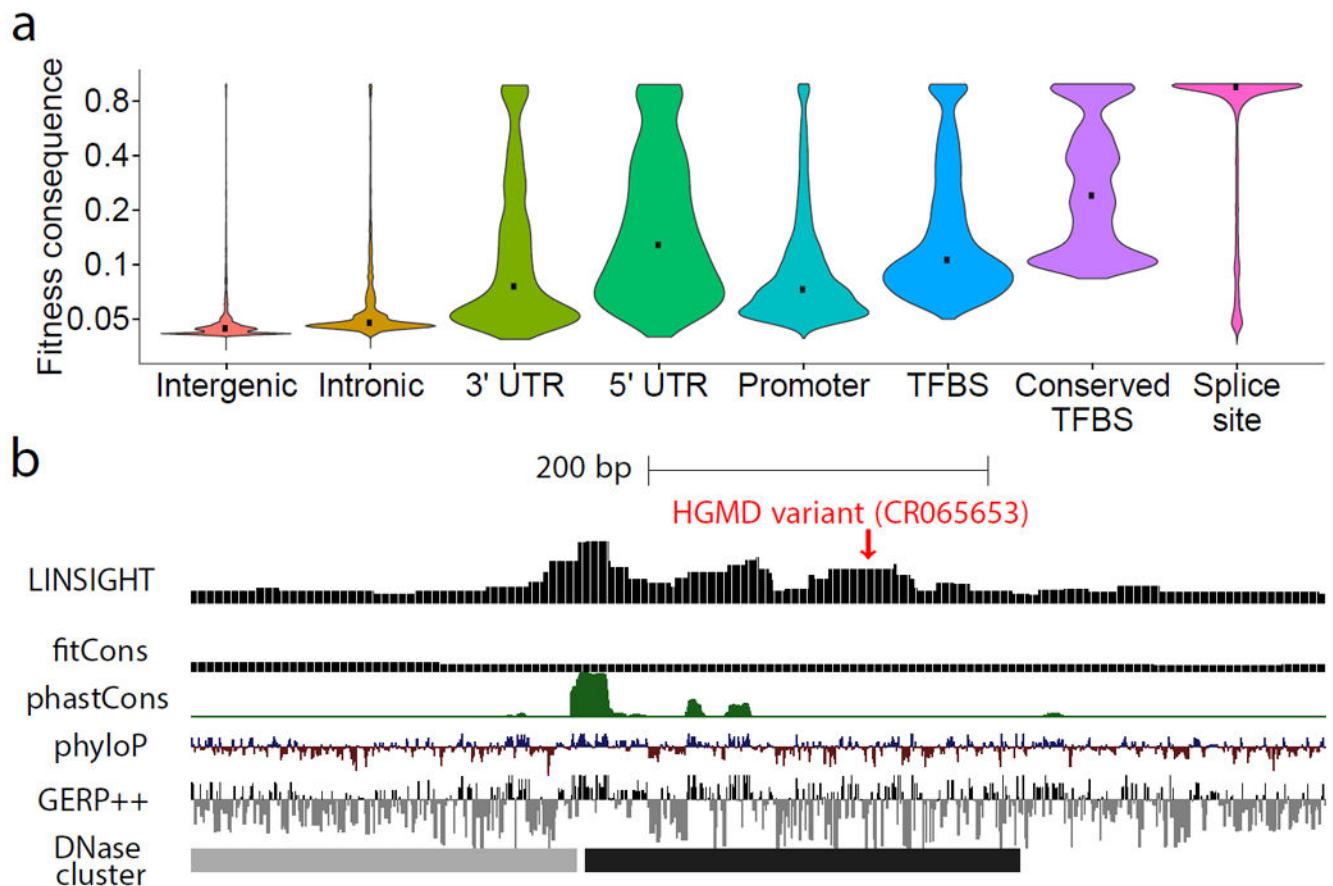 a
Fitness consequence
0.8
0.4
0.2
0.1
0.05
Intergenic
Intronic
3' UTR
5' UTR
Promoter
TFBS
Conserved
TFBS
Splice
site
b
200 bp
HGMD variant (CR065653)
LINSIGHT
fitCons
phastCons
phyloP
GERP++
DNase
cluster